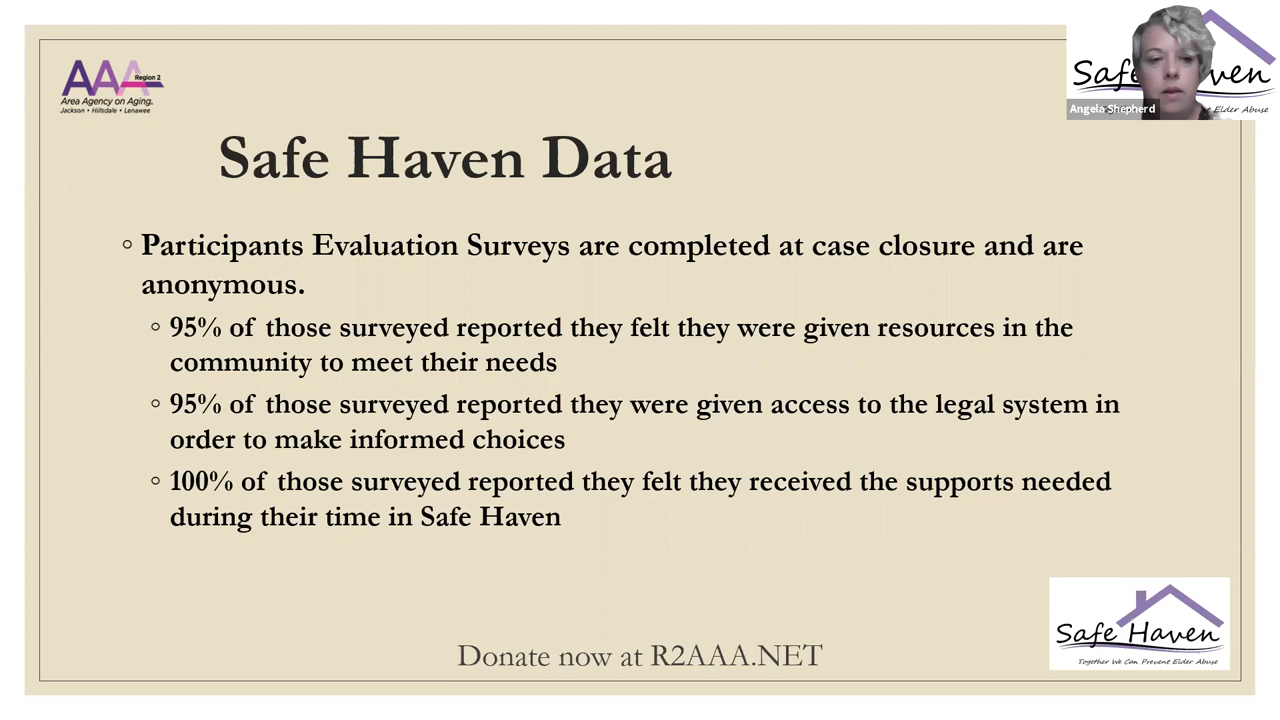 AAA
Region 2
Area Agency on Aging.
Jackson • Hillsdale • Lenawee
Angela Shepherd
Elder Abuse
Safe Haven Data
◦ Participants Evaluation Surveys are completed at case closure and are
anonymous.
◦ 95% of those surveyed reported they felt they were given resources in the
community to meet their needs
◦ 95% of those surveyed reported they were given access to the legal system in
order to make informed choices
◦ 100% of those surveyed reported they felt they received the supports needed
during their time in Safe Haven
Safe Haven
Together We Can Prevent Elder Abuse
Donate now at R2AAA.NET